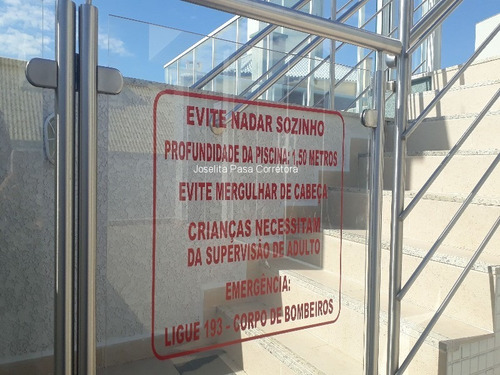 EVITE NADAR SOZINHO
PROFUNDIDADE DA PISCINA: 1,50 METROS
Joselita Pasa Corretora
EVITE MERGULHAR DE CABEÇA
CRIANÇAS NECESSITAM
DA SUPERVISÃO DE ADULTO
EMERGÊNCIA:
LIGUE 193 - CORPO DE BOMBEIROS